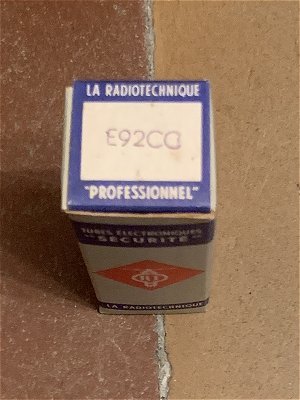 LA RADIOTECHNIQUE
E92CC
"PROFESSIONNEL"
TUBES ÉLECTRONIQUES
"SÉCURITÉ"
LA RADIOTECHNIQUE